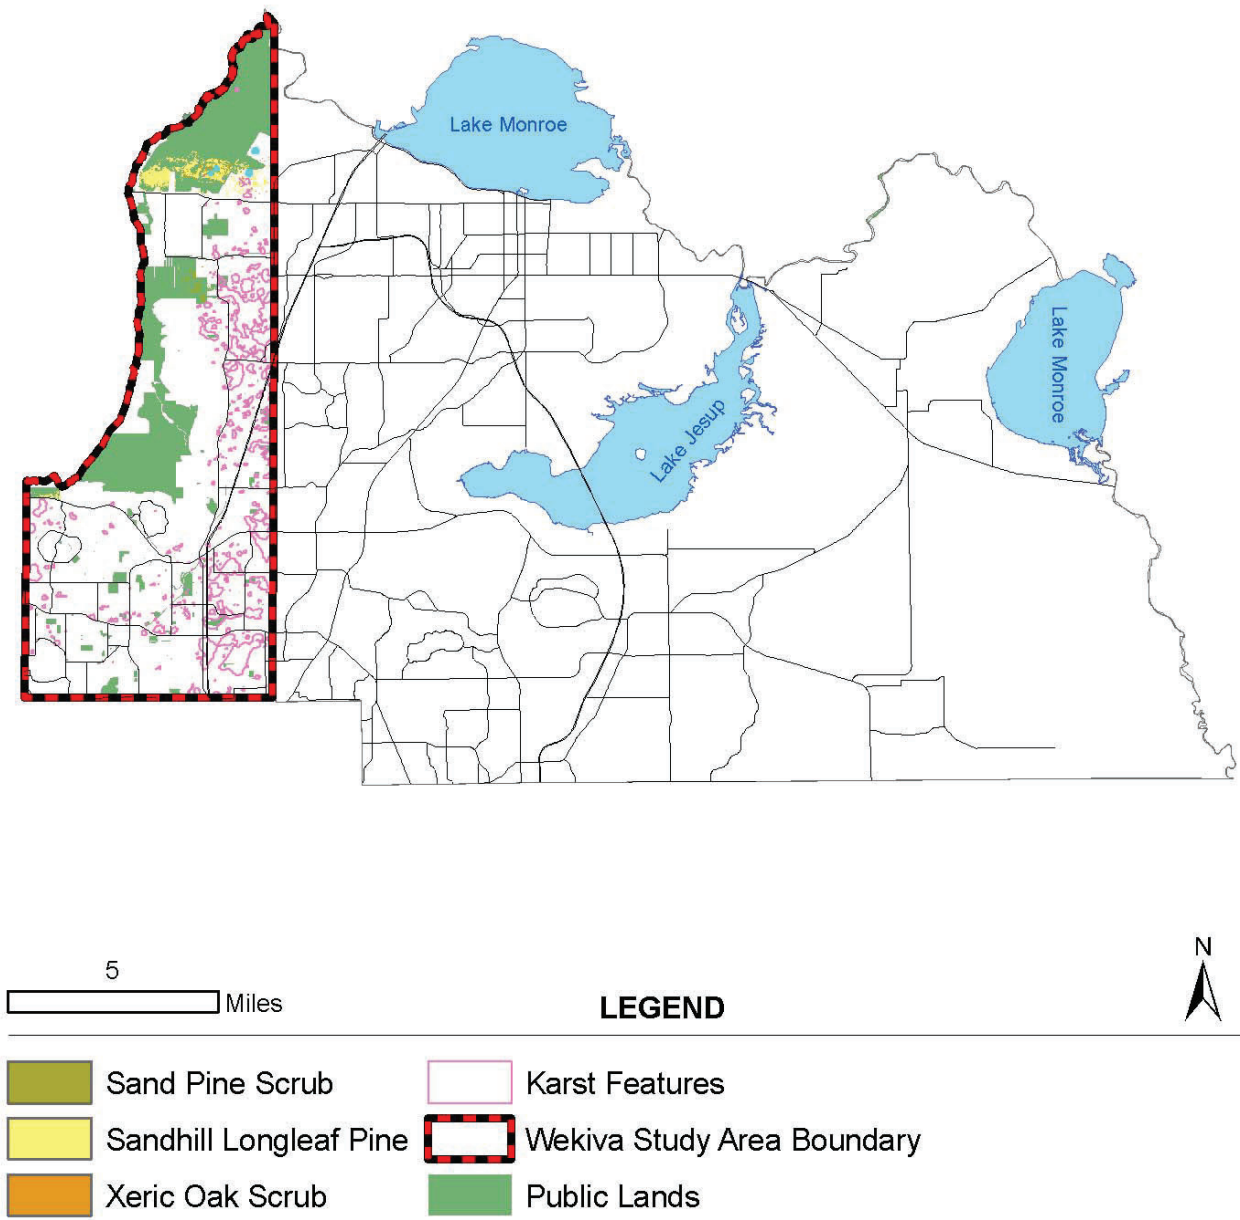 Lake Monroe
Lake Jesup
Lake Monroe
5
Miles
N
LEGEND
Sand Pine Scrub
Karst Features
Sandhill Longleaf Pine
Wekiva Study Area Boundary
Xeric Oak Scrub
Public Lands